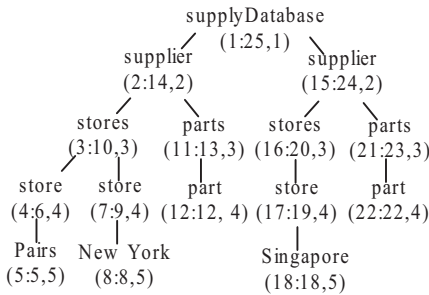 supplyDatabase
(1:25,1)
supplier supplier
(2:14,2) (15:24,2)
stores parts stores parts
(3:10,3) (11:13,3) (16:20,3) (21:23,3)
store store part store part
(4:6,4) (7:9,4) (12:12, 4) (17:19,4) (22:22,4)
Pairs New York Singapore
(5:5,5) (8:8,5) (18:18,5)